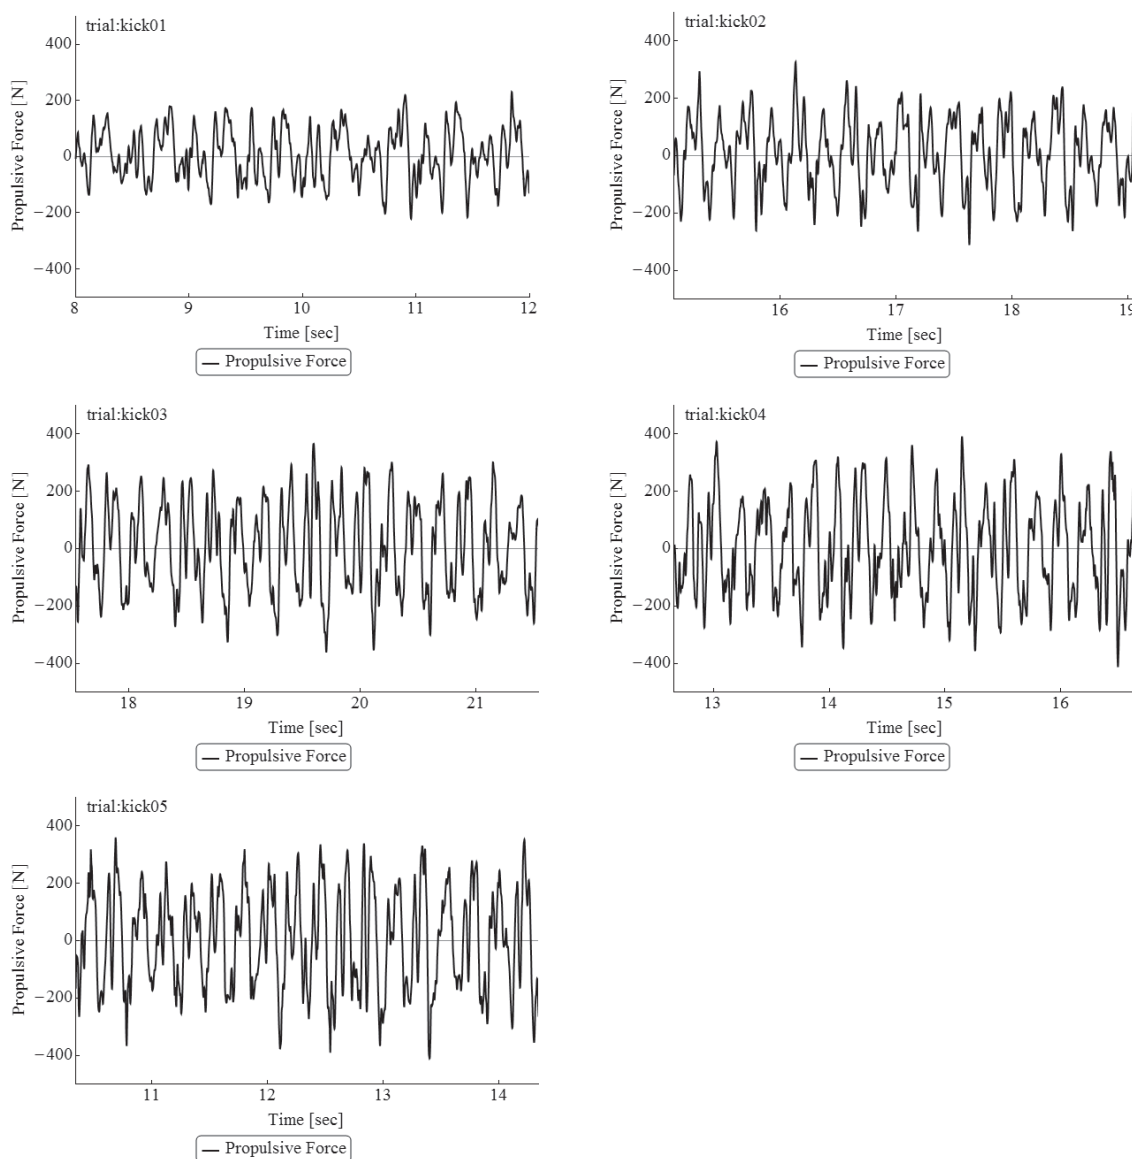 trial:kick01
400
200
0
−200
−400
Propulsive Force [N]
8 9 10 11 12
Time [sec]
Propulsive Force
trial:kick02
400
200
0
−200
−400
Propulsive Force [N]
16 17 18 19
Time [sec]
Propulsive Force
trial:kick03
400
200
0
−200
−400
Propulsive Force [N]
18 19 20 21
Time [sec]
Propulsive Force
trial:kick04
400
200
0
−200
−400
Propulsive Force [N]
13 14 15 16
Time [sec]
Propulsive Force
trial:kick05
400
200
0
−200
−400
Propulsive Force [N]
11 12 13 14
Time [sec]
Propulsive Force